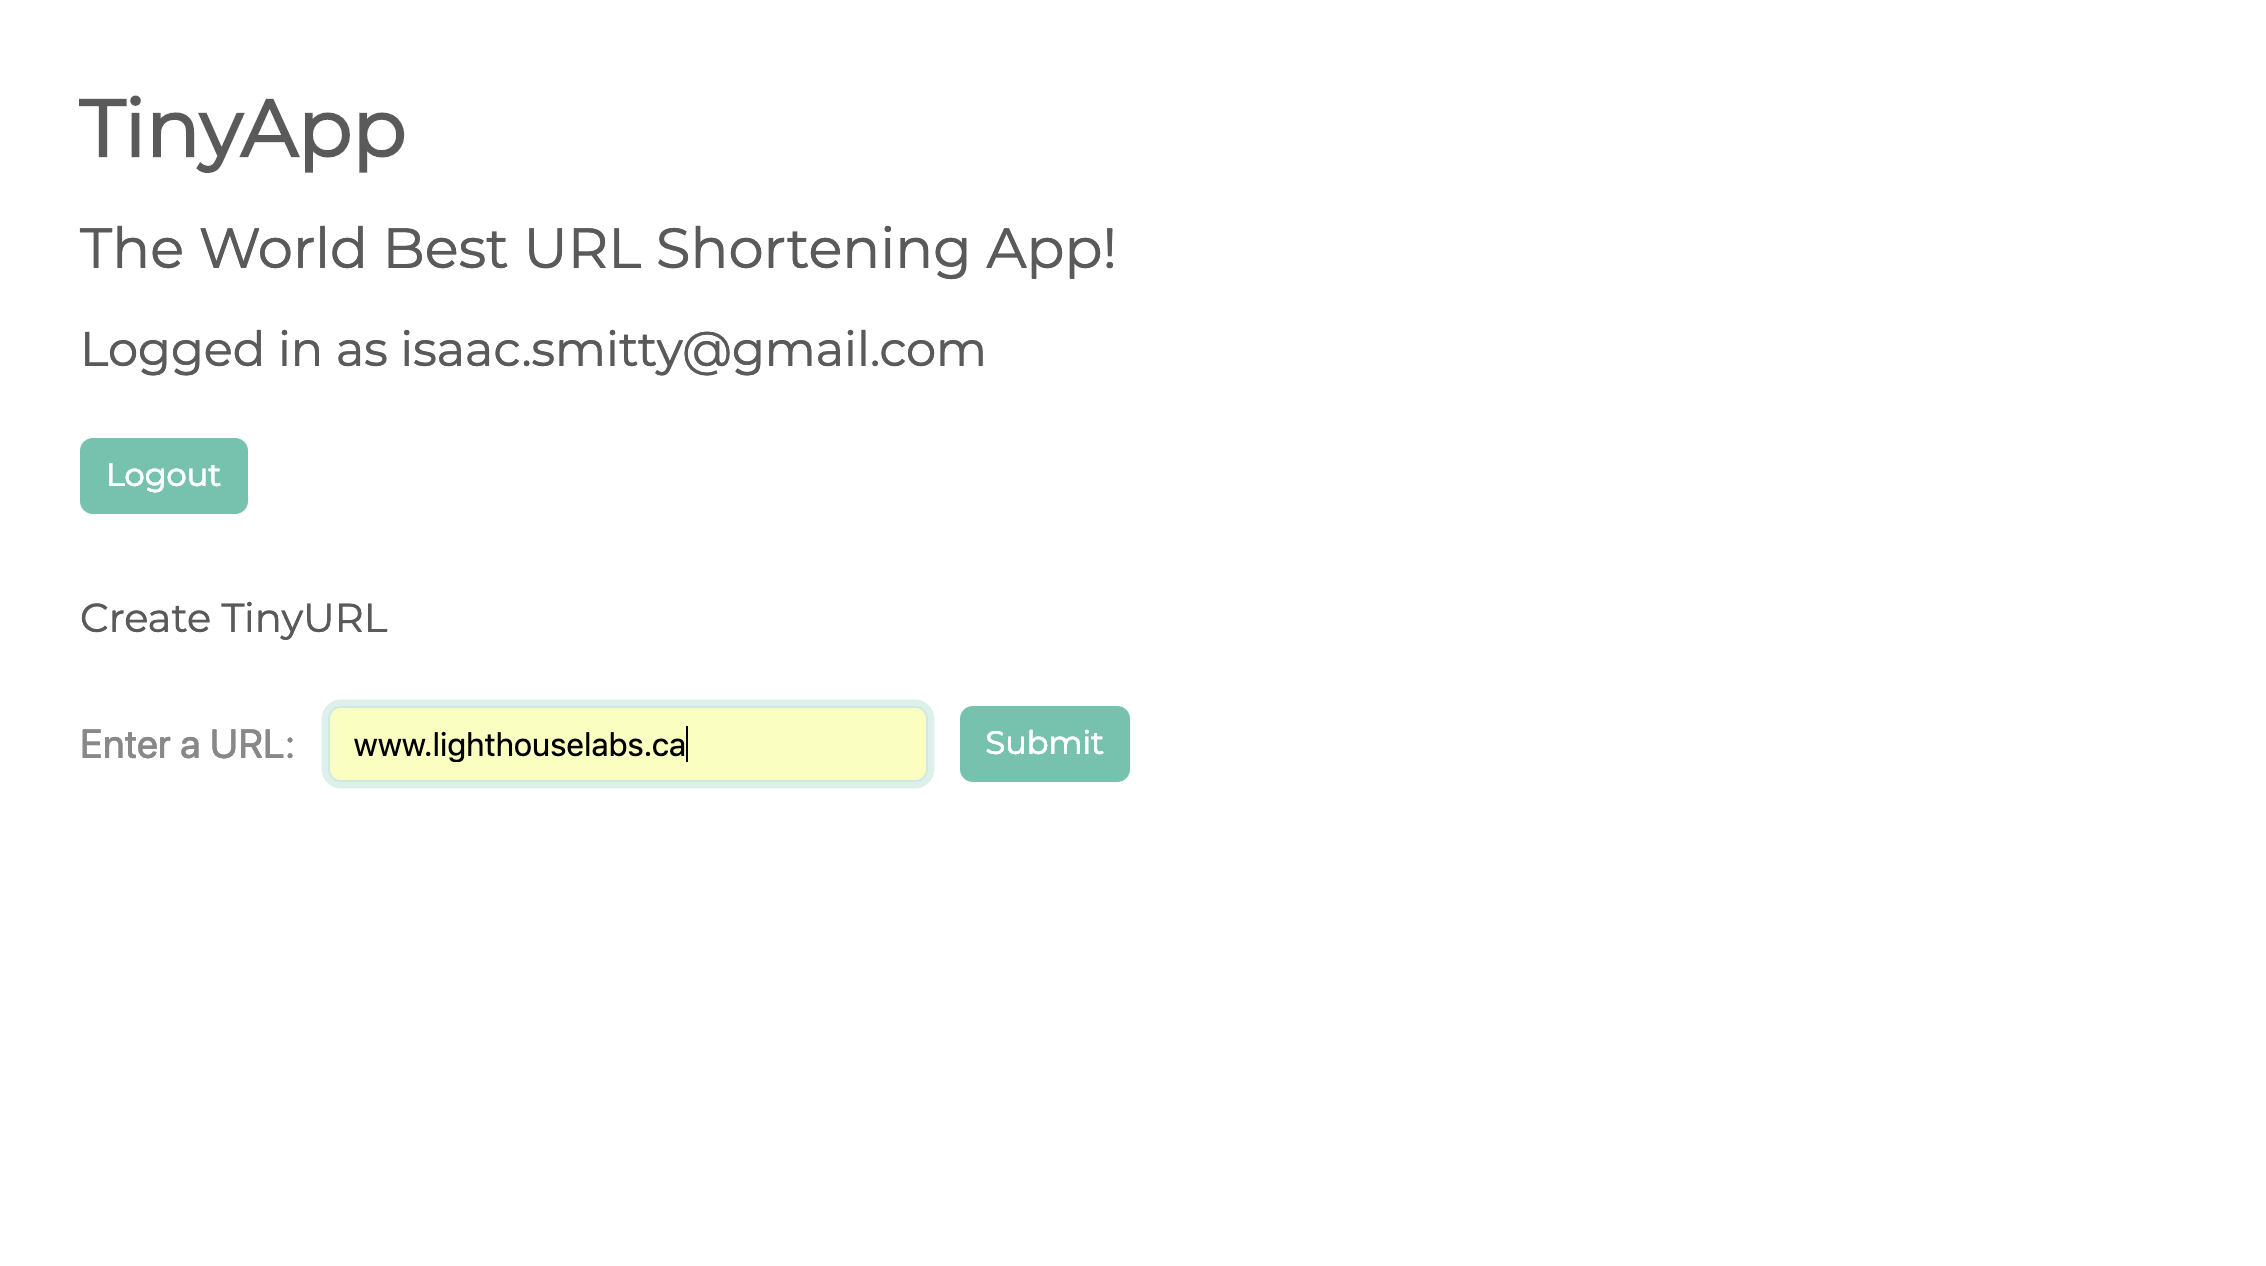 TinyApp
The World Best URL Shortening App!
Logged in as isaac.smitty@gmail.com
Logout
Create TinyURL
Enter a URL: www.lighthouselabs.ca Submit